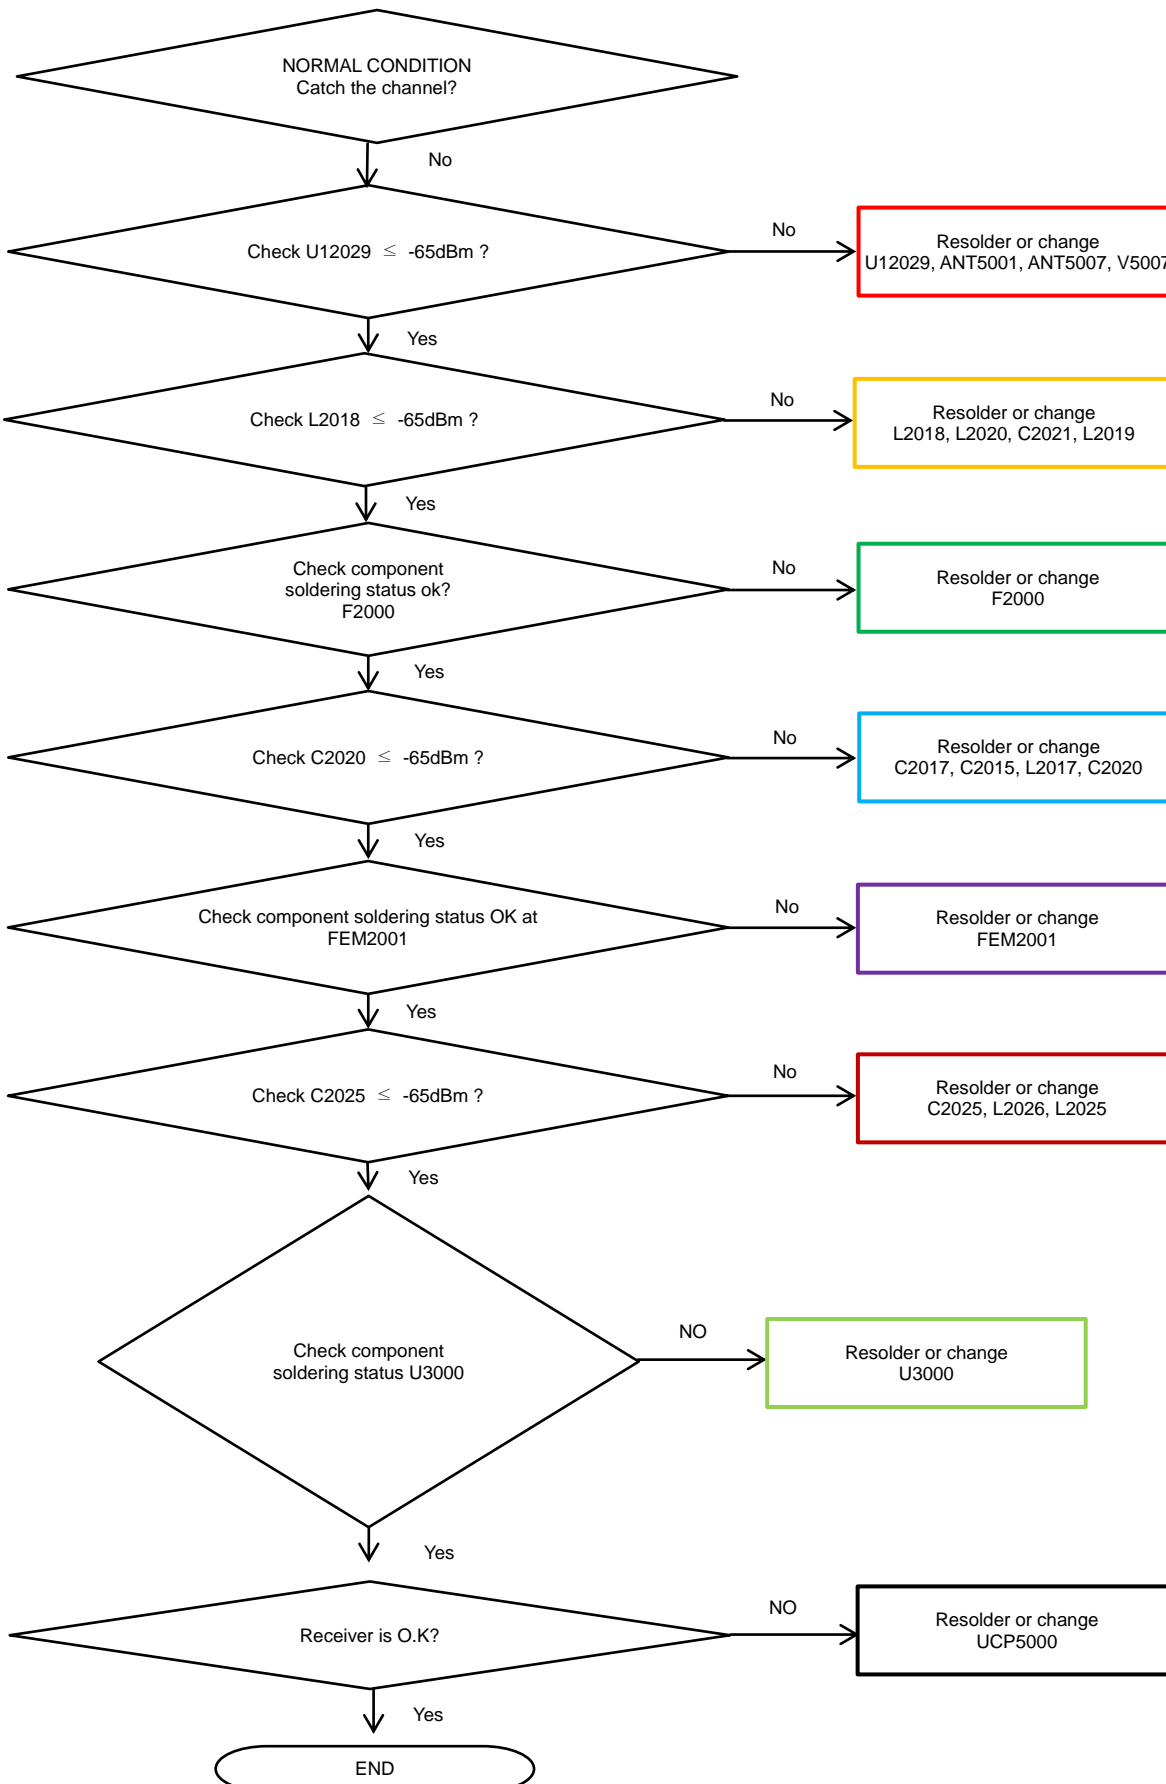 NORMAL CONDITION
Catch the channel?
No
Check U12029 ≤ -65dBm ?
No
Resolder or change
U12029, ANT5001, ANT5007, V5007
Yes
Check L2018 ≤ -65dBm ?
No
Resolder or change
L2018, L2020, C2021, L2019
Yes
Check component
soldering status ok?
F2000
No
Resolder or change
F2000
Yes
Check C2020 ≤ -65dBm ?
No
Resolder or change
C2017, C2015, L2017, C2020
Yes
Check component soldering status OK at
FEM2001
No
Resolder or change
FEM2001
Yes
Check C2025 ≤ -65dBm ?
No
Resolder or change
C2025, L2026, L2025
Yes
Check component
soldering status U3000
NO
Resolder or change
U3000
Yes
Receiver is O.K?
NO
Resolder or change
UCP5000
Yes
END